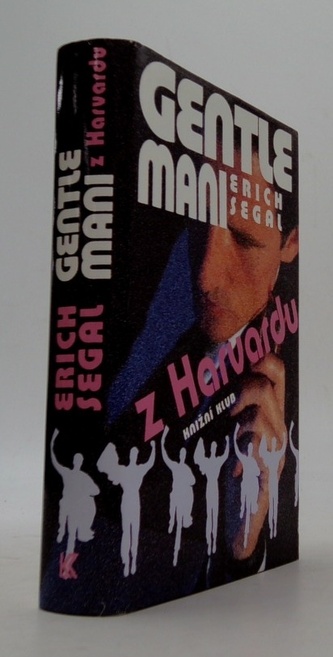 GENTLE
MANI
z Harvardu
ERICH
SEGAL
GENTLE
MANI
ERICH
SEGAL
z Harvardu
KNIŽNÍ KLUB